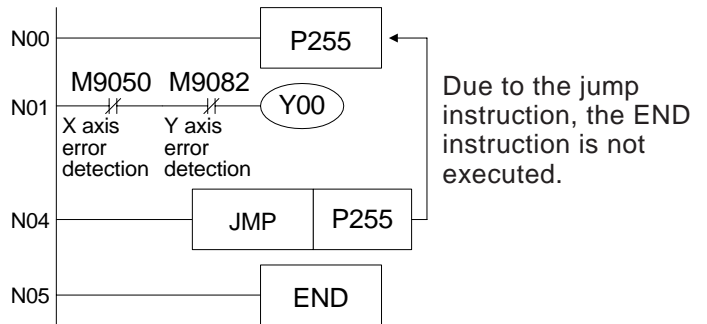 N00
P255
M9050 M9082
N01
Y00
X axis
error
detection
Y axis
error
detection
Due to the jump
instruction, the END
instruction is not
executed.
N04
JMP
P255
N05
END